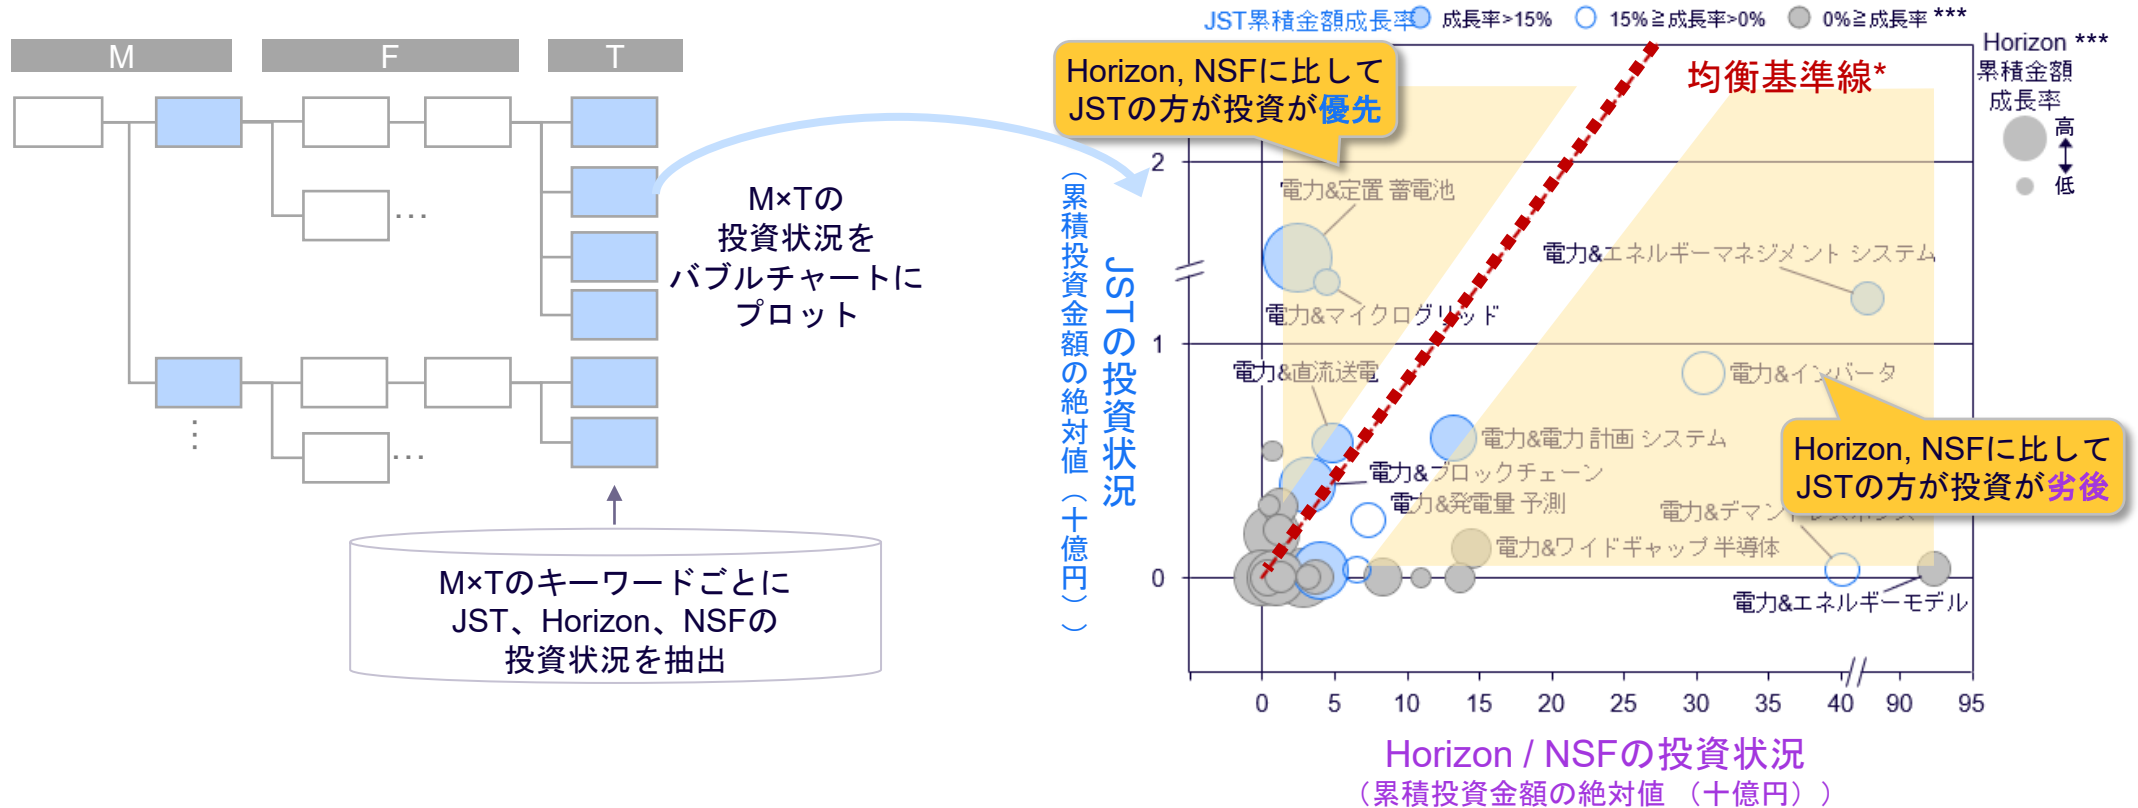 M
F
T
…
…
⋮
M×Tの
投資状況を
バブルチャートに
プロット
M×Tのキーワードごとに
JST、Horizon、NSFの
投資状況を抽出
JST累積金額成長率
成長率>15%
15%≧成長率>0%
0%≧成長率 ***
Horizon ***
累積金額
成長率
高
低
Horizon, NSFに比して
JSTの方が投資が優先
均衡基準線*
JSTの投資状況
（累積投資金額の絶対値（十億円））
2
1
0
電力&定置 蓄電池
電力&マイクログリッド
電力&直流送電
電力&エネルギーマネジメント システム
電力&インバータ
電力&電力 計画 システム
電力&ブロックチェーン
電力&発電量 予測
電力&デマンドレスポンス
電力&ワイドギャップ 半導体
電力&エネルギーモデル
Horizon, NSFに比して
JSTの方が投資が劣後
0 5 10 15 20 25 30 35 40 90 95
Horizon / NSFの投資状況
（累積投資金額の絶対値 （十億円））